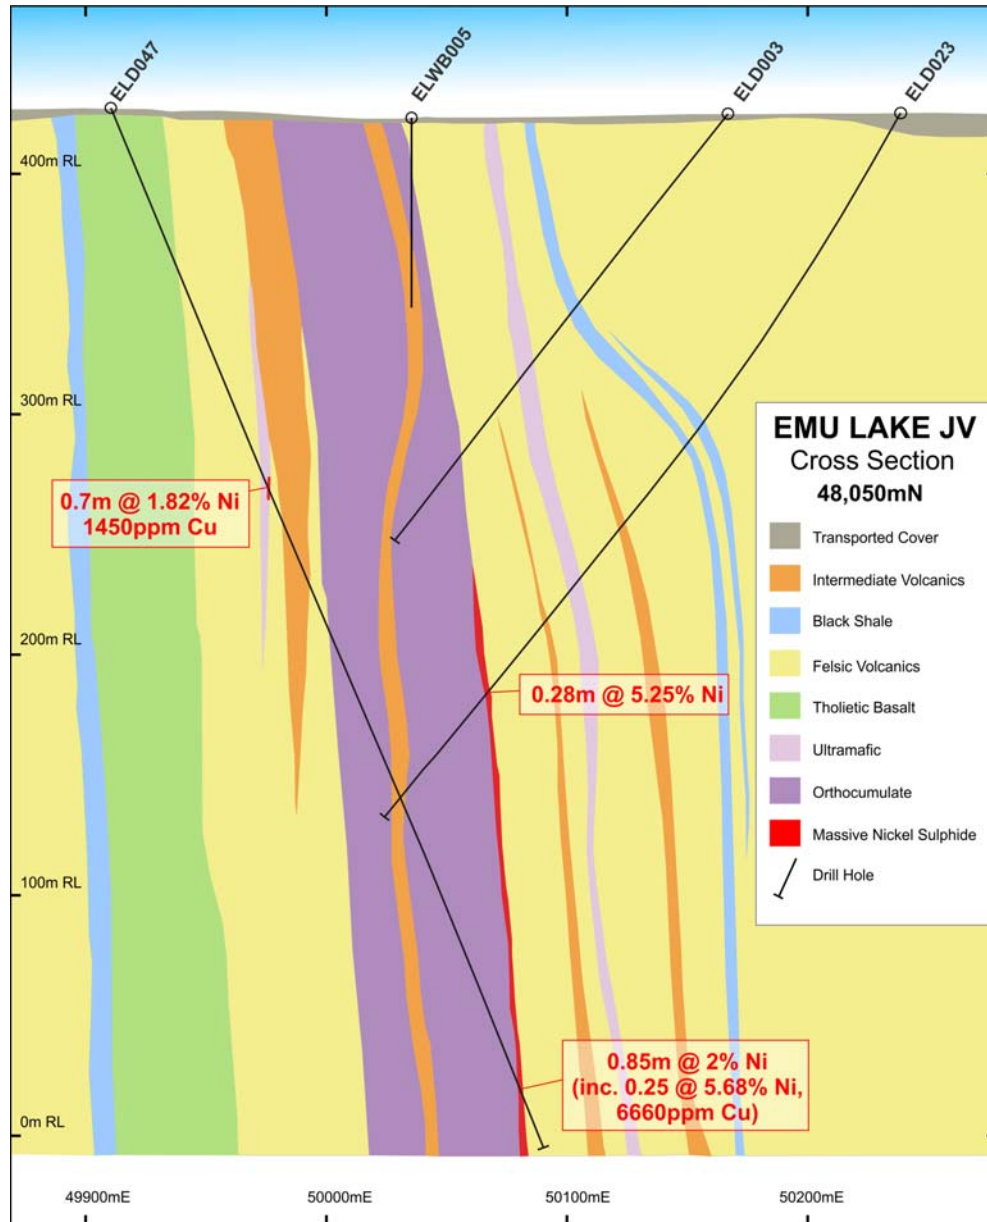 ELD047
ELWB005
ELD003
ELD023
400m RL
300m RL
200m RL
100m RL
0m RL
0.7m @ 1.82% Ni
1450ppm Cu
0.28m @ 5.25% Ni
0.85m @ 2% Ni
(inc. 0.25 @ 5.68% Ni,
6660ppm Cu)
EMU LAKE JV
Cross Section
48,050mN
Transported Cover
Intermediate Volcanics
Black Shale
Felsic Volcanics
Tholietic Basalt
Ultramafic
Orthocumulate
Massive Nickel Sulphide
Drill Hole
49900mE
50000mE
50100mE
50200mE